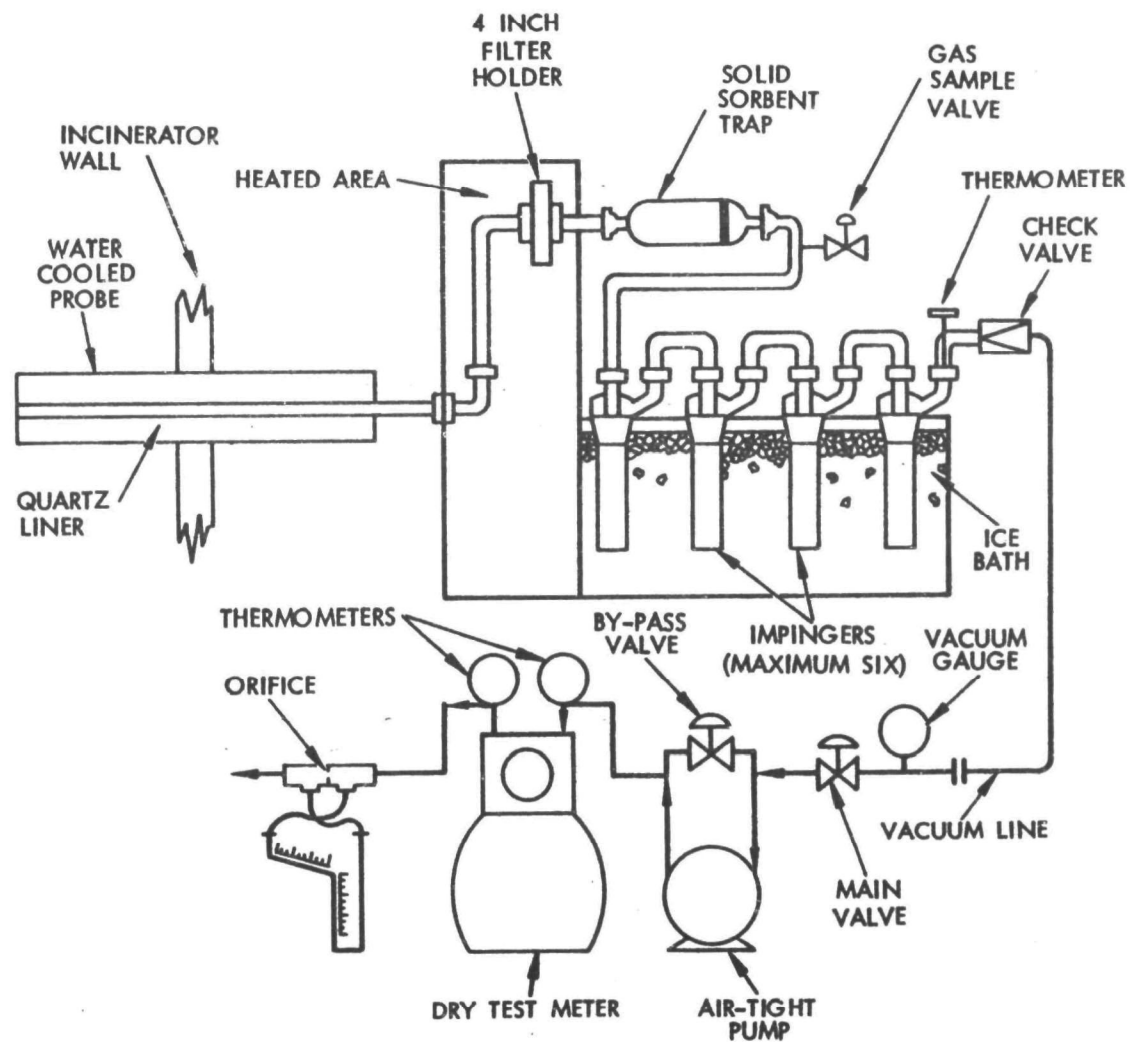 4 INCH
FILTER
HOLDER
GAS
SAMPLE
VALVE
SOLID
SORBENT
TRAP
INCINERATOR
WALL
HEATED AREA
THERMOMETER
CHECK
VALVE
WATER
COOLED
PROBE
QUARTZ
LINER
ICE
BATH
THERMOMETERS
BY-PASS
VALVE
IMPINGERS
(MAXIMUM SIX)
VACUUM
GAUGE
ORIFICE
VACUUM LINE
MAIN
VALVE
DRY TEST METER
AIR-TIGHT
PUMP